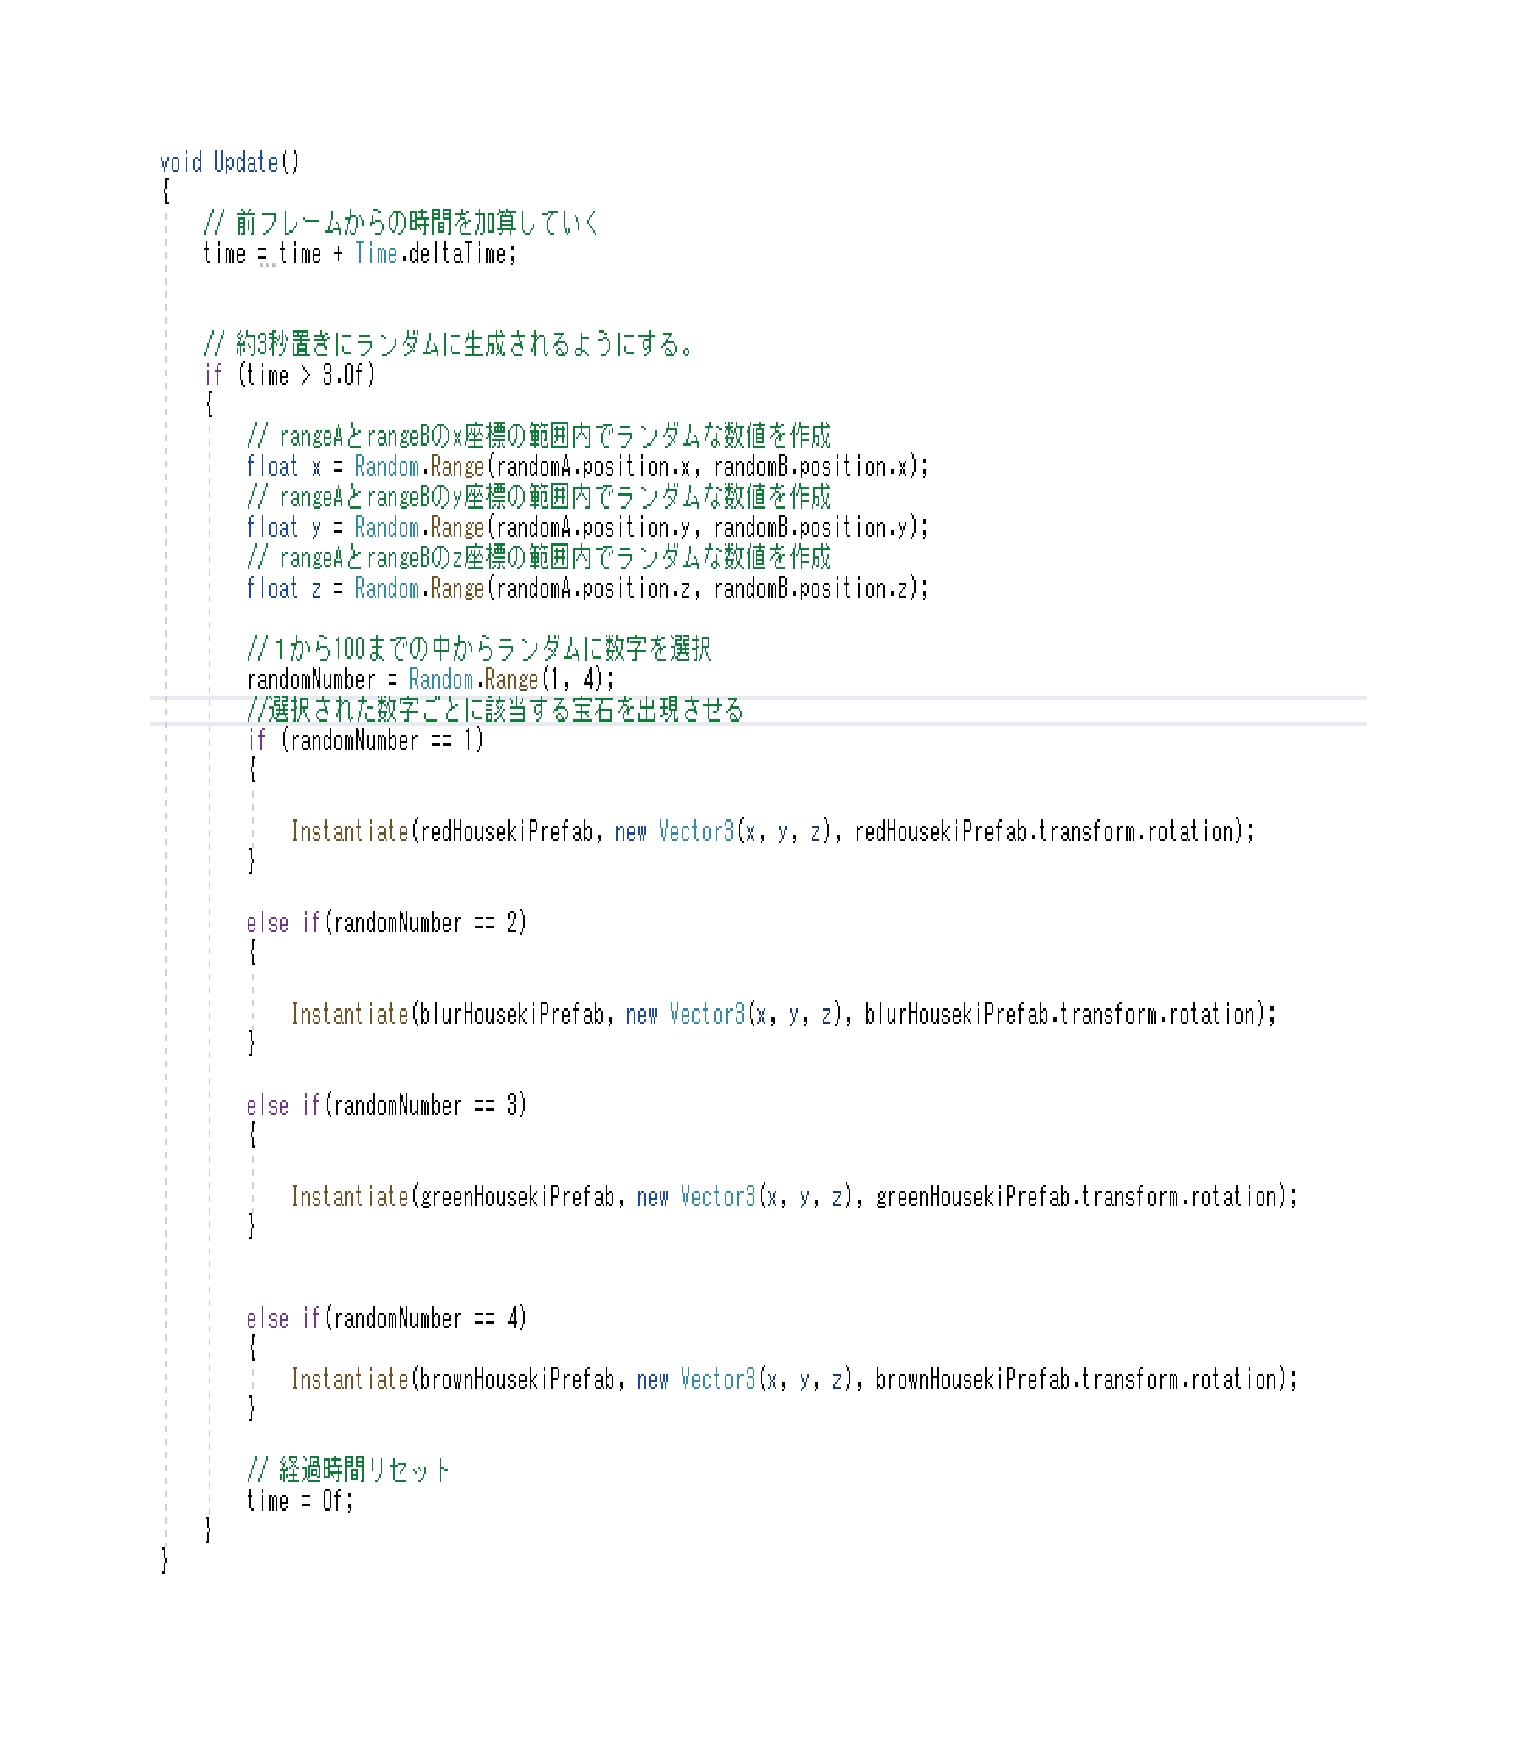 void Update()
{
// 前フレームからの時間を加算していく
time = time + Time.deltaTime;
// 約3秒置きにランダムに生成されるようにする。
if (time > 3.0f)
{
// rangeAとrangeBのx座標の範囲内でランダムな数値を作成
float x = Random.Range(randomA.position.x, randomB.position.x);
// rangeAとrangeBのy座標の範囲内でランダムな数値を作成
float y = Random.Range(randomA.position.y, randomB.position.y);
// rangeAとrangeBのz座標の範囲内でランダムな数値を作成
float z = Random.Range(randomA.position.z, randomB.position.z);
//１から100までの中からランダムに数字を選択
randomNumber = Random.Range(1, 4);
//選択された数字ごとに該当する宝石を出現させる
if (randomNumber == 1)
{
Instantiate(redHousekiPrefab, new Vector3(x, y, z), redHousekiPrefab.transform.rotation);
}
else if(randomNumber == 2)
{
Instantiate(blurHousekiPrefab, new Vector3(x, y, z), blurHousekiPrefab.transform.rotation);
}
else if(randomNumber == 3)
{
Instantiate(greenHousekiPrefab, new Vector3(x, y, z), greenHousekiPrefab.transform.rotation);
}
else if(randomNumber == 4)
{
Instantiate(brownHousekiPrefab, new Vector3(x, y, z), brownHousekiPrefab.transform.rotation);
}
// 経過時間リセット
time = 0f;
}
}